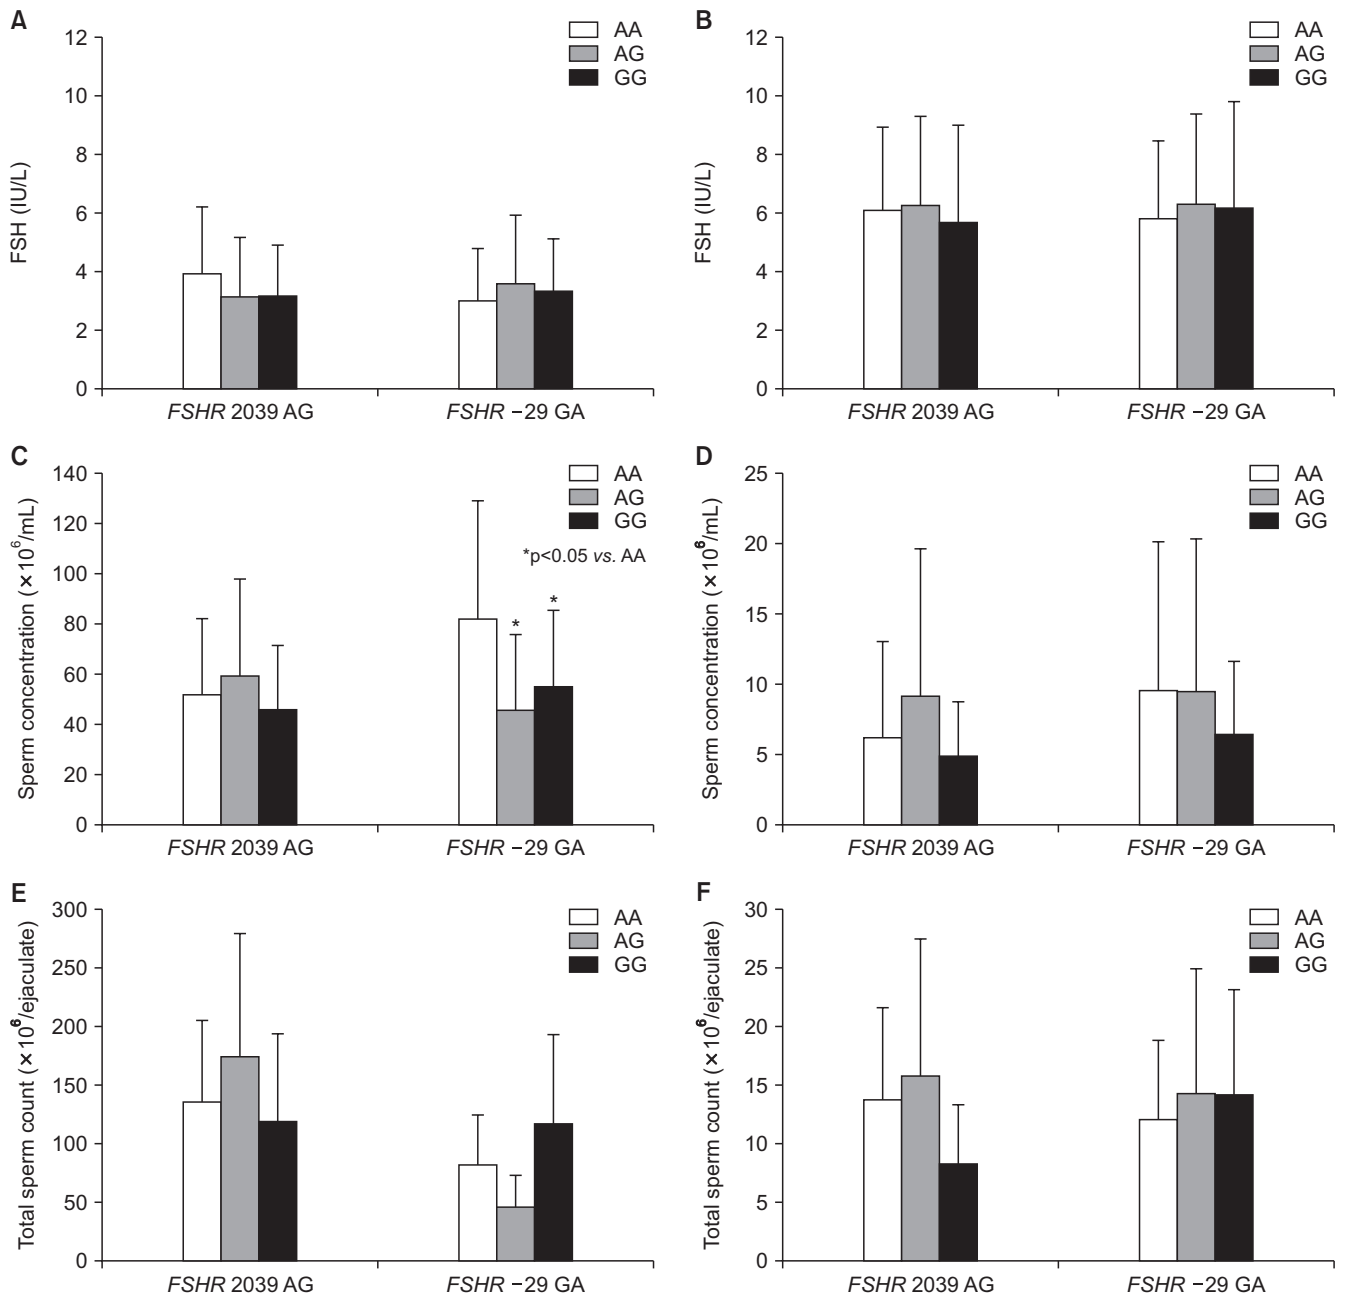 A
FSH (IU/L)
12
10
8
6
4
2
0
AA
AG
GG
FSHR 2039 AG
FSHR −29 GA
B
FSH (IU/L)
12
10
8
6
4
2
0
AA
AG
GG
FSHR 2039 AG
FSHR −29 GA
C
Sperm concentration (×10⁶/mL)
140
120
100
80
60
40
20
0
AA
AG
GG
*p<0.05 vs. AA
*
*
FSHR 2039 AG
FSHR −29 GA
D
Sperm concentration (×10⁶/mL)
25
20
15
10
5
0
AA
AG
GG
FSHR 2039 AG
FSHR −29 GA
E
Total sperm count (×10⁶/ejaculate)
300
250
200
150
100
50
0
AA
AG
GG
FSHR 2039 AG
FSHR −29 GA
F
Total sperm count (×10⁶/ejaculate)
30
25
20
15
10
5
0
AA
AG
GG
FSHR 2039 AG
FSHR −29 GA